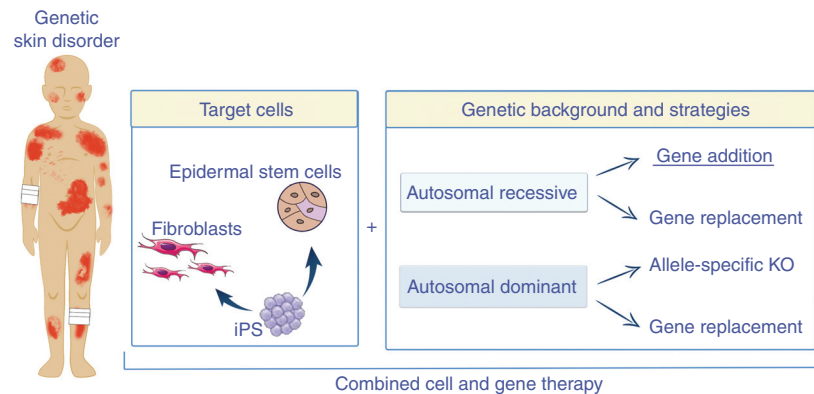 Genetic
skin disorder
Target cells
Epidermal stem cells
Fibroblasts
iPS
+
Genetic background and strategies
Autosomal recessive
Gene addition
Gene replacement
Autosomal dominant
Allele-specific KO
Gene replacement
Combined cell and gene therapy